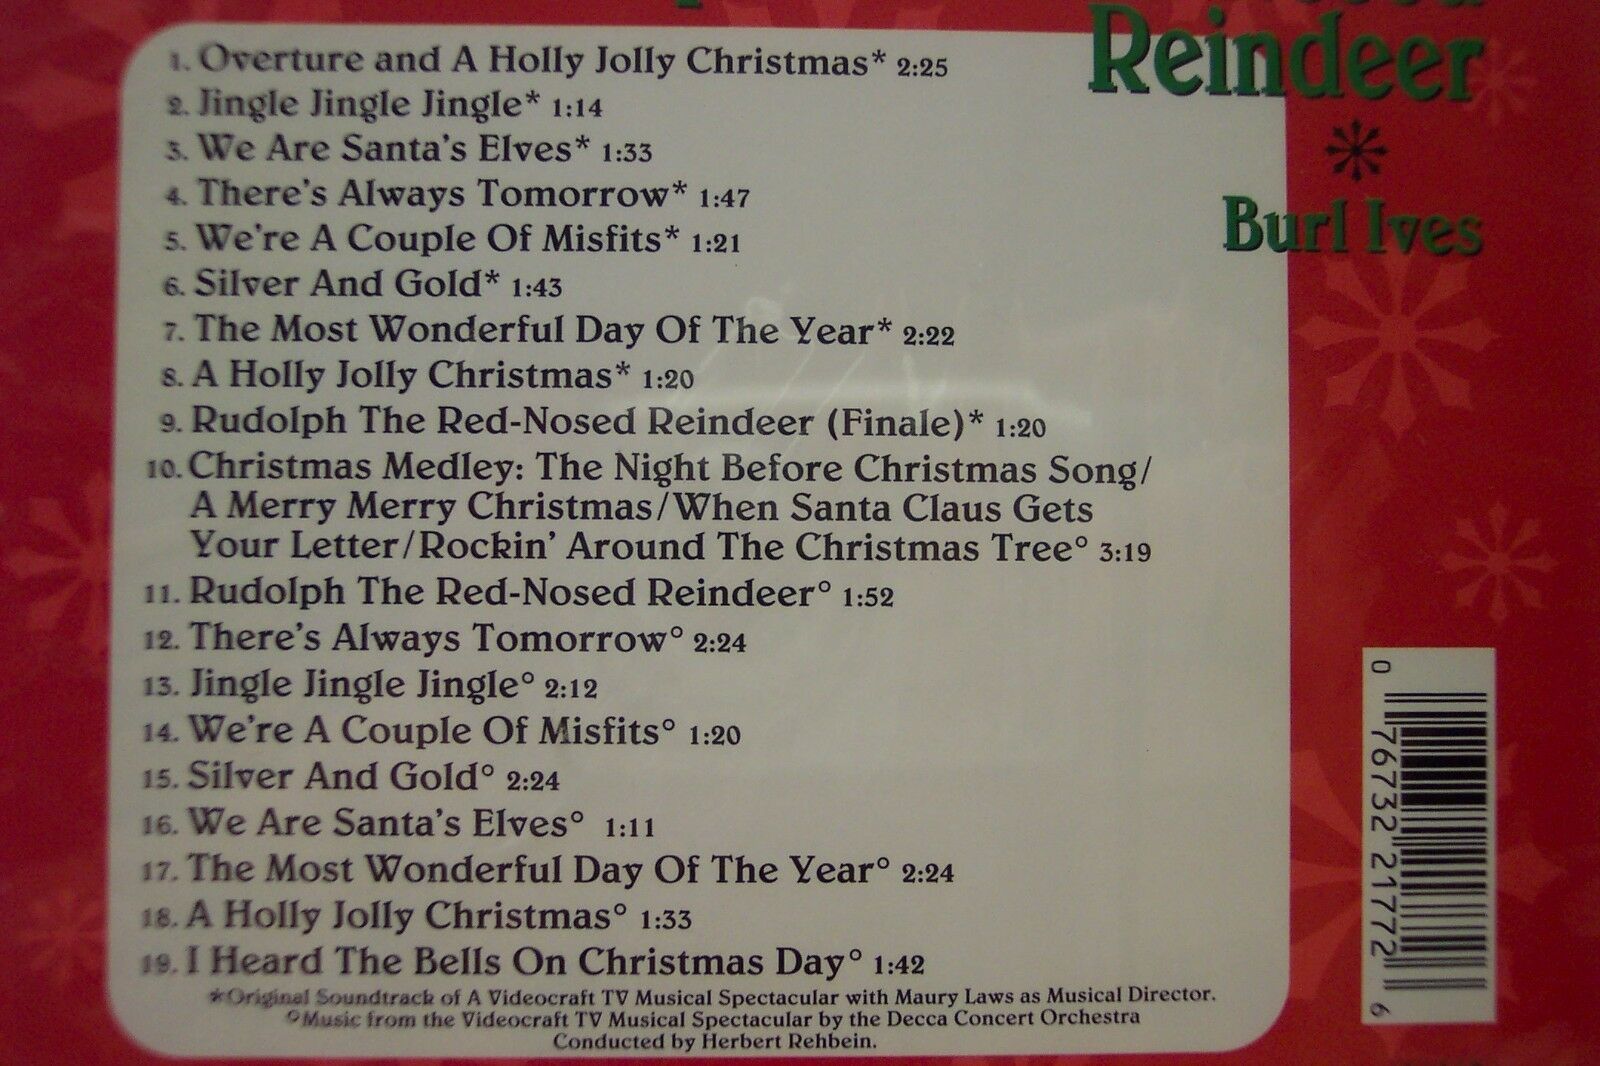 Reindeer
Burl Ives
1. Overture and A Holly Jolly Christmas* 2:25
2. Jingle Jingle Jingle* 1:14
3. We Are Santa's Elves* 1:33
4. There's Always Tomorrow* 1:47
5. We're A Couple Of Misfits* 1:21
6. Silver And Gold* 1:43
7. The Most Wonderful Day Of The Year* 2:22
8. A Holly Jolly Christmas* 1:20
9. Rudolph The Red-Nosed Reindeer (Finale)* 1:20
10. Christmas Medley: The Night Before Christmas Song/
A Merry Merry Christmas/When Santa Claus Gets
Your Letter/Rockin' Around The Christmas Tree° 3:19
11. Rudolph The Red-Nosed Reindeer° 1:52
12. There's Always Tomorrow° 2:24
13. Jingle Jingle Jingle° 2:12
14. We're A Couple Of Misfits° 1:20
15. Silver And Gold° 2:24
16. We Are Santa's Elves° 1:11
17. The Most Wonderful Day Of The Year° 2:24
18. A Holly Jolly Christmas° 1:33
19. I Heard The Bells On Christmas Day° 1:42
*Original Soundtrack of A Videocraft TV Musical Spectacular with Maury Laws as Musical Director.
°Music from the Videocraft TV Musical Spectacular by the Decca Concert Orchestra
Conducted by Herbert Rehbein.
0 76732 21772 6